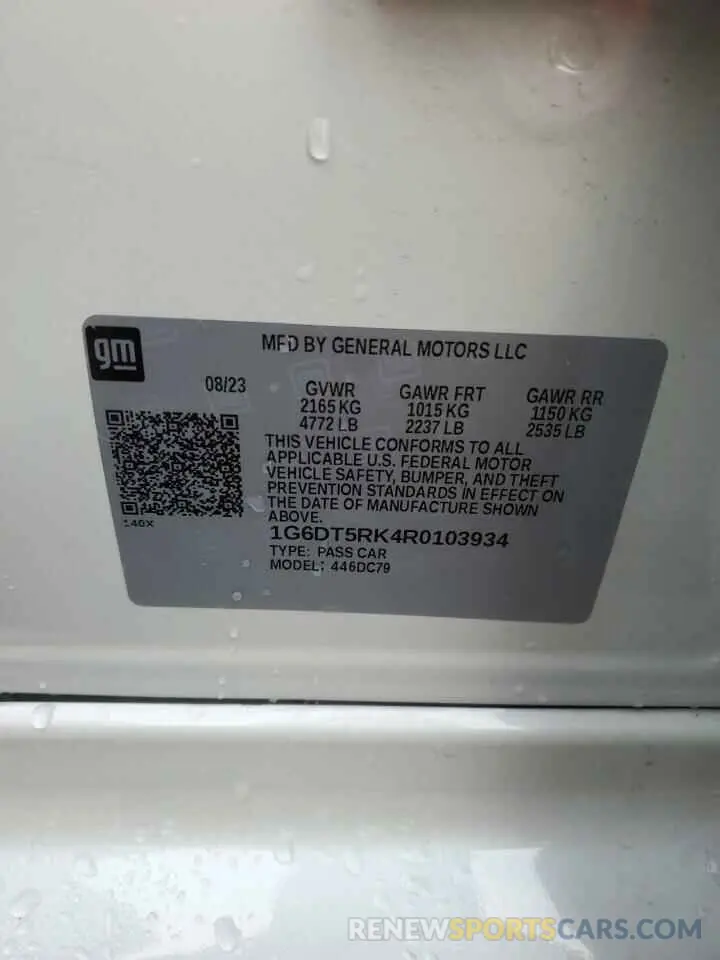 gm
MFD BY GENERAL MOTORS LLC
08/23 GVWR GAWR FRT GAWR RR
2165 KG 1015 KG 1150 KG
4772 LB 2237 LB 2535 LB
THIS VEHICLE CONFORMS TO ALL
APPLICABLE U.S. FEDERAL MOTOR
VEHICLE SAFETY, BUMPER, AND THEFT
PREVENTION STANDARDS IN EFFECT ON
THE DATE OF MANUFACTURE SHOWN
ABOVE.
140X
1G6DT5RK4R0103934
TYPE: PASS CAR
MODEL: 446DC79
RENEWSPORTSCARS.COM